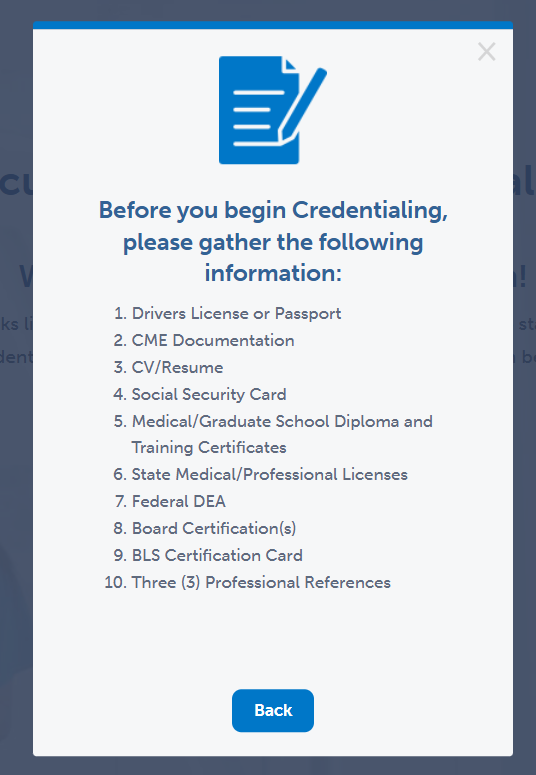 Before you begin Credentialing,
please gather the following
information:
1. Drivers License or Passport
2. CME Documentation
3. CV/Resume
4. Social Security Card
5. Medical/Graduate School Diploma and
Training Certificates
6. State Medical/Professional Licenses
7. Federal DEA
8. Board Certification(s)
9. BLS Certification Card
10. Three (3) Professional References
Back